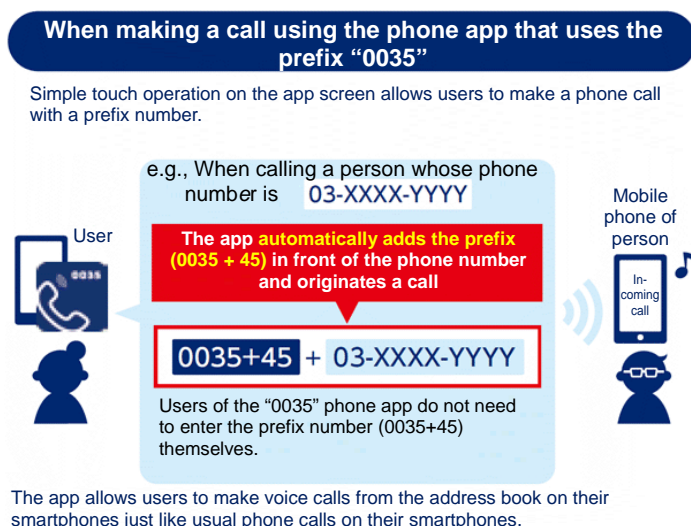 When making a call using the phone app that uses the
prefix “0035”
Simple touch operation on the app screen allows users to make a phone call
with a prefix number.
e.g., When calling a person whose phone
number is 03-XXXX-YYYY
User
0035
The app automatically adds the prefix
(0035 + 45) in front of the phone number
and originates a call
Mobile
phone of
person
In-
coming
call
0035+45 + 03-XXXX-YYYY
Users of the “0035” phone app do not need
to enter the prefix number (0035+45)
themselves.
The app allows users to make voice calls from the address book on their
smartphones just like usual phone calls on their smartphones.